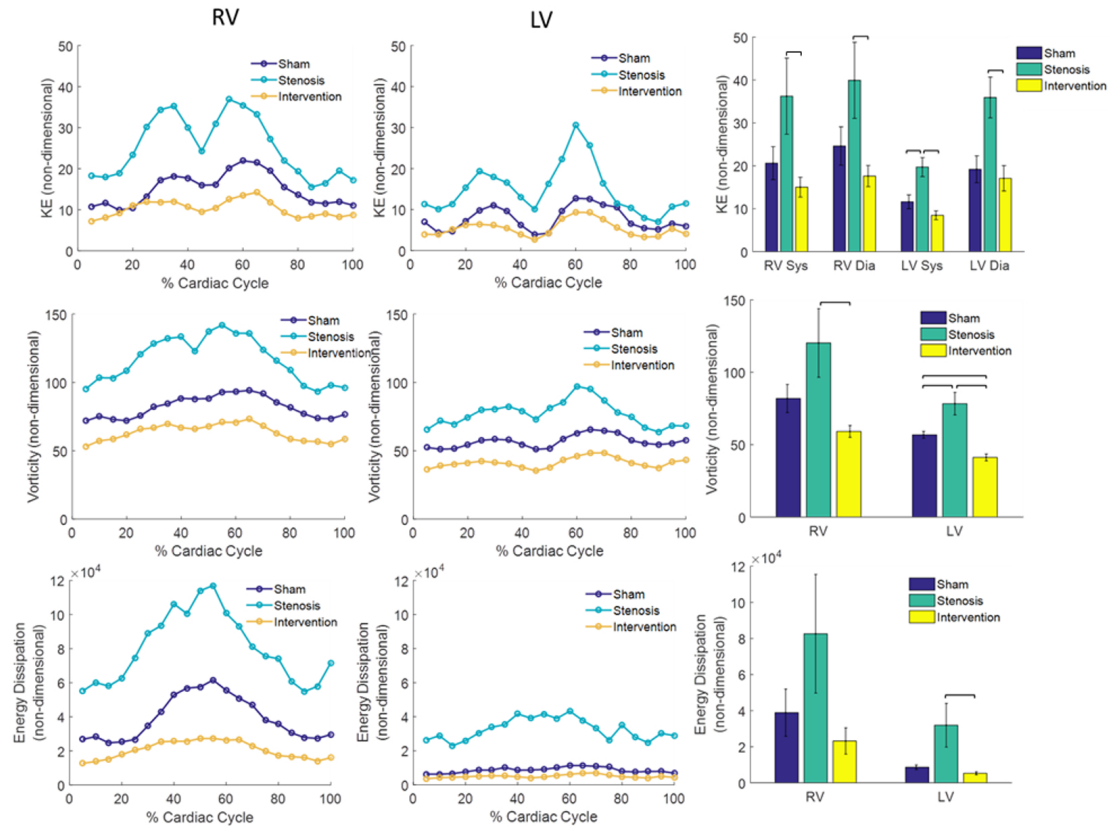 RV
LV
50
40
30
20
10
0
KE (non-dimensional)
Sham
Stenosis
Intervention
0 20 40 60 80 100
% Cardiac Cycle
50
40
30
20
10
0
KE (non-dimensional)
Sham
Stenosis
Intervention
0 20 40 60 80 100
% Cardiac Cycle
50
40
30
20
10
0
KE (non-dimensional)
Sham
Stenosis
Intervention
RV Sys RV Dia LV Sys LV Dia
150
100
50
0
Vorticity (non-dimensional)
Sham
Stenosis
Intervention
0 20 40 60 80 100
% Cardiac Cycle
150
100
50
0
Vorticity (non-dimensional)
Sham
Stenosis
Intervention
0 20 40 60 80 100
% Cardiac Cycle
150
100
50
0
Vorticity (non-dimensional)
Sham
Stenosis
Intervention
RV LV
×10⁴
12
10
8
6
4
2
0
Energy Dissipation
(non-dimensional)
Sham
Stenosis
Intervention
0 20 40 60 80 100
% Cardiac Cycle
×10⁴
12
10
8
6
4
2
0
Energy Dissipation
(non-dimensional)
Sham
Stenosis
Intervention
0 20 40 60 80 100
% Cardiac Cycle
×10⁴
12
10
8
6
4
2
0
Energy Dissipation
(non-dimensional)
Sham
Stenosis
Intervention
RV LV